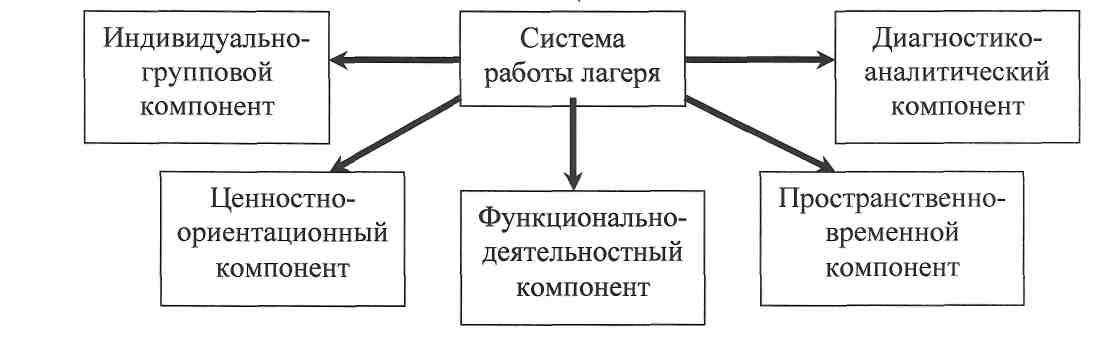 Индивидуально-
групповой
компонент
Система
работы лагеря
Диагностико-
аналитический
компонент
Ценностно-
ориентационный
компонент
Функционально-
деятельностный
компонент
Пространственно-
временной
компонент